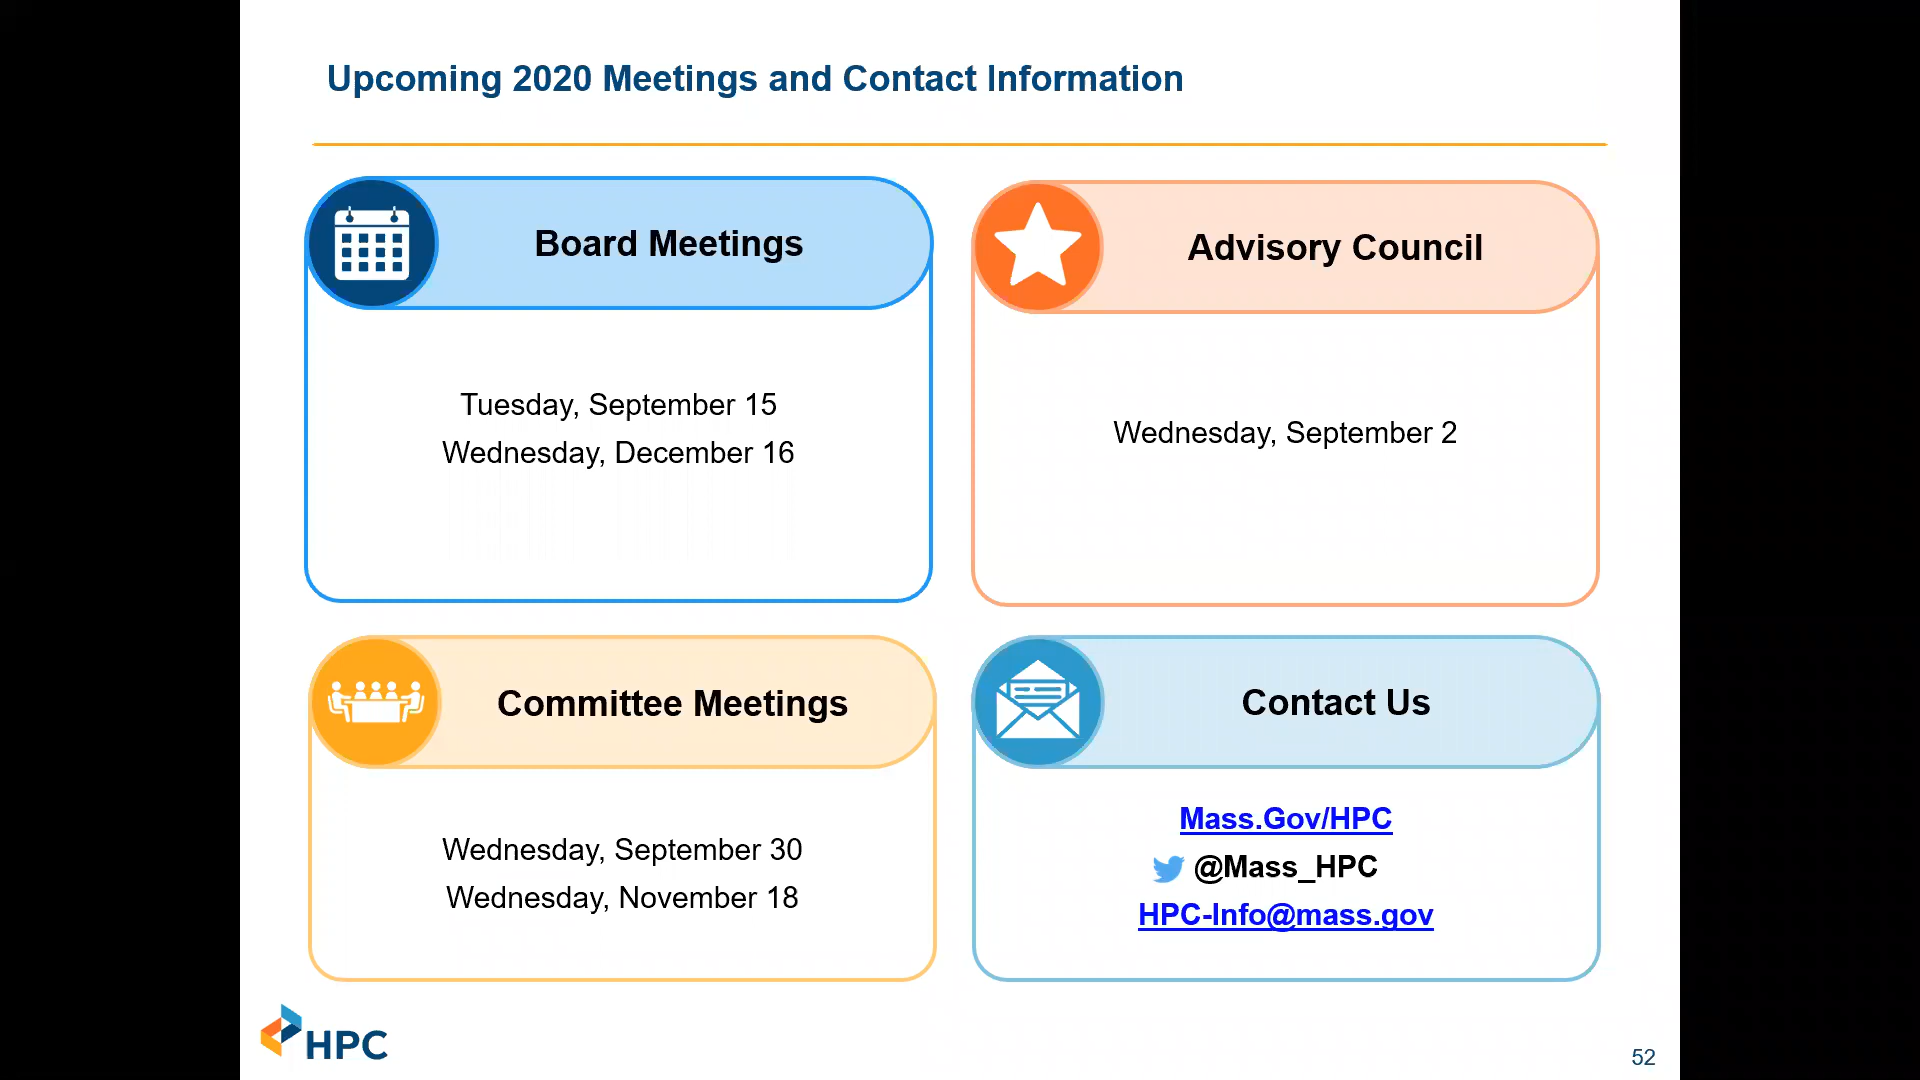 Upcoming 2020 Meetings and Contact Information
Board Meetings
Tuesday, September 15
Wednesday, December 16
Advisory Council
Wednesday, September 2
Committee Meetings
Wednesday, September 30
Wednesday, November 18
Contact Us
Mass.Gov/HPC
@Mass_HPC
HPC-Info@mass.gov
HPC
52